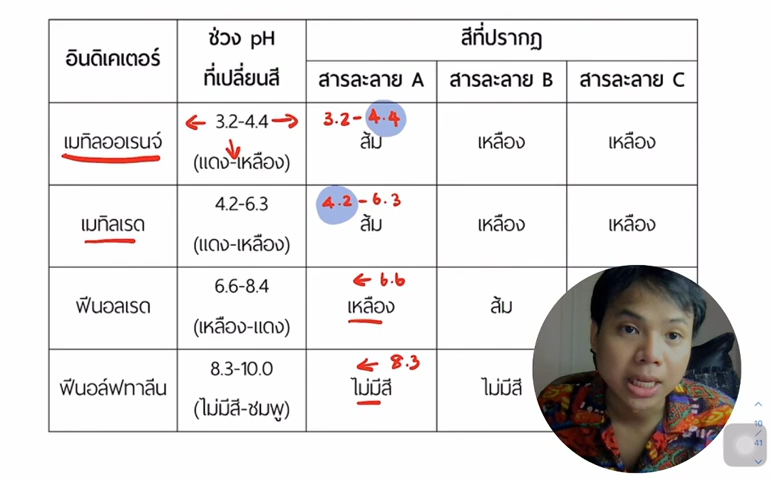 อินดิเคเตอร์
ช่วง pH
ที่เปลี่ยนสี
สีที่ปรากฏ
สารละลาย A
สารละลาย B
สารละลาย C
เมทิลออเรนจ์
3.2-4.4
(แดง-เหลือง)
3.2-4.4
ส้ม
เหลือง
เหลือง
เมทิลเรด
4.2-6.3
(แดง-เหลือง)
4.2-6.3
ส้ม
เหลือง
เหลือง
ฟีนอลเรด
6.6-8.4
(เหลือง-แดง)
6.6
เหลือง
ส้ม
ฟีนอล์ฟทาลีน
8.3-10.0
(ไม่มีสี-ชมพู)
8.3
ไม่มีสี
ไม่มีสี
10
/
41